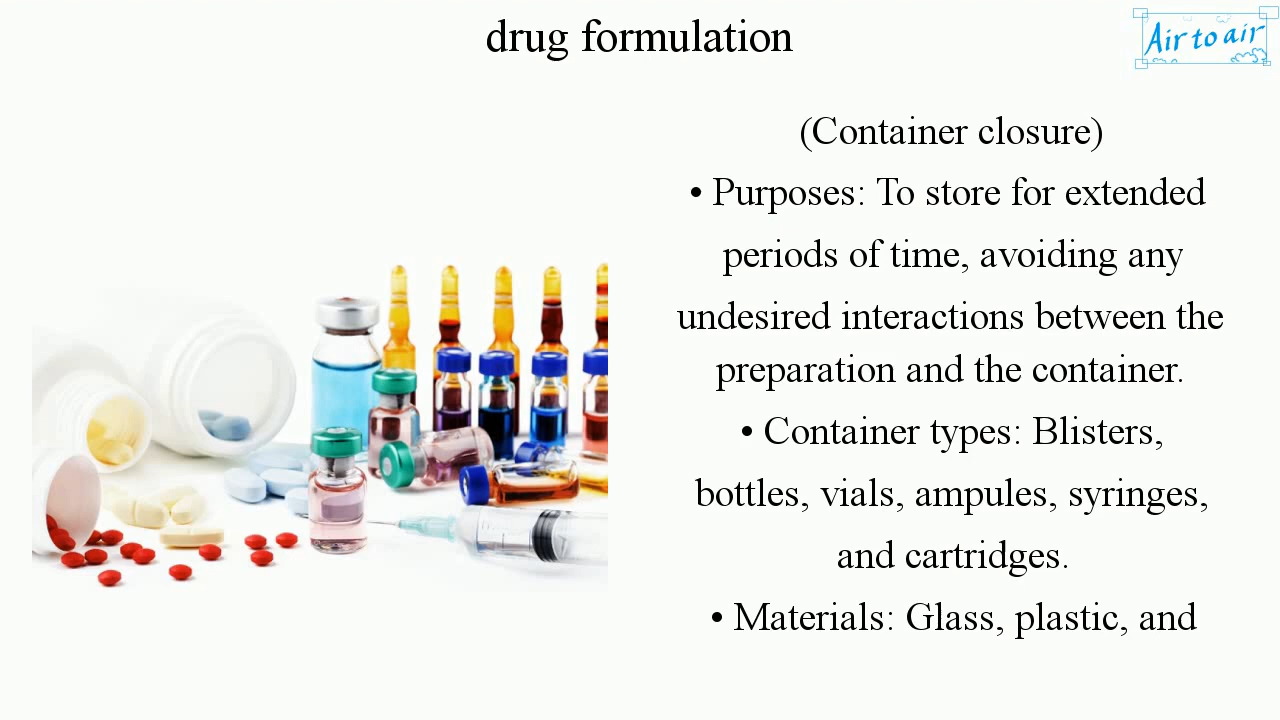 drug formulation
Air to air
(Container closure)
• Purposes: To store for extended
periods of time, avoiding any
undesired interactions between the
preparation and the container.
• Container types: Blisters,
bottles, vials, ampules, syringes,
and cartridges.
• Materials: Glass, plastic, and